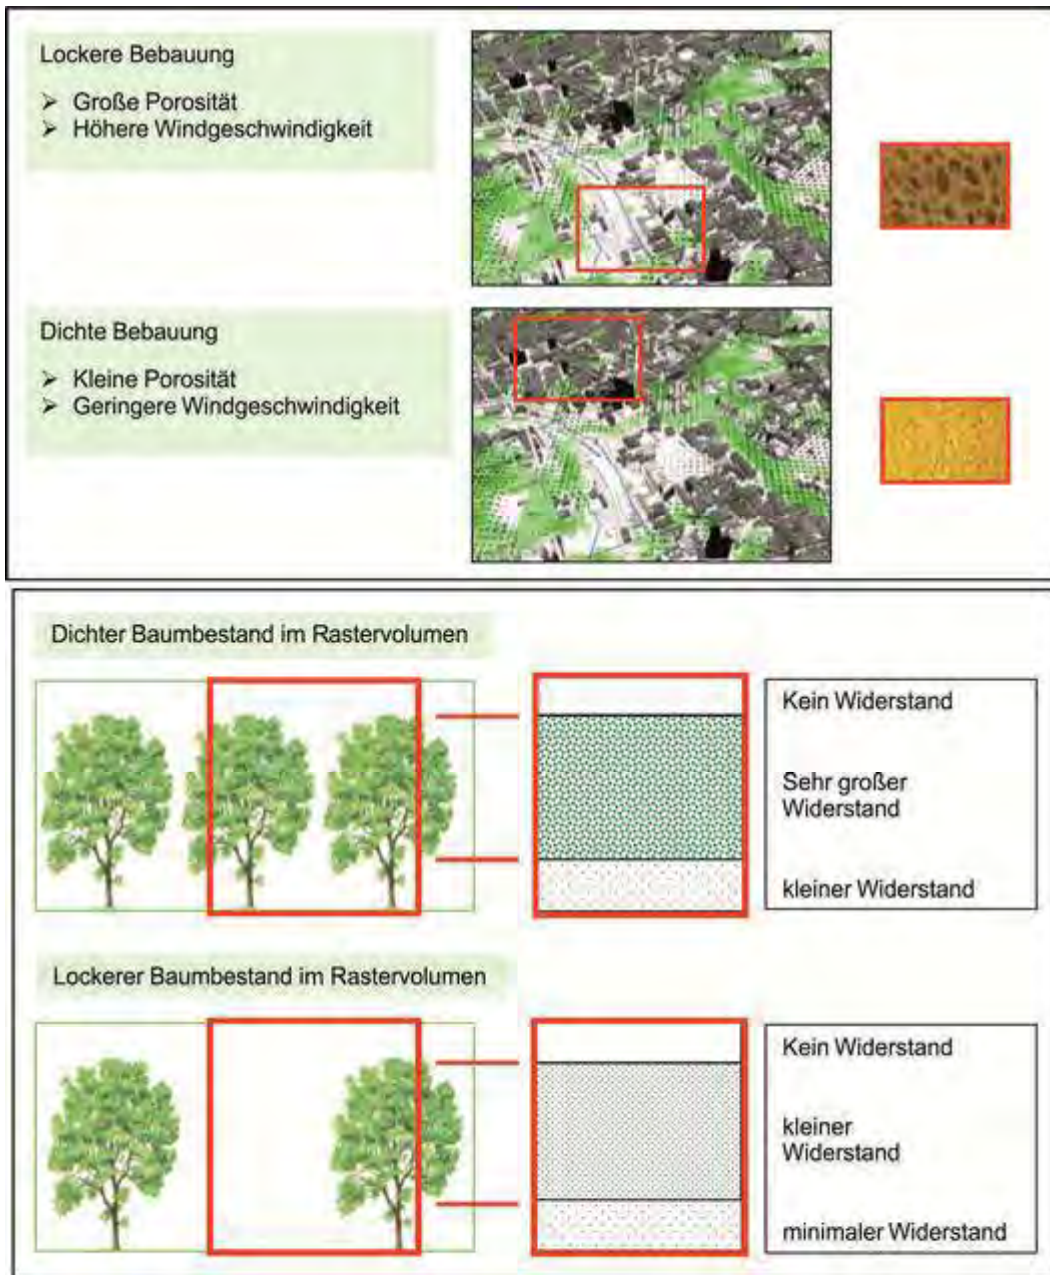 Lockere Bebauung
➢ Große Porosität
➢ Höhere Windgeschwindigkeit
Dichte Bebauung
➢ Kleine Porosität
➢ Geringere Windgeschwindigkeit
Dichter Baumbestand im Rastervolumen
Kein Widerstand
Sehr großer
Widerstand
kleiner Widerstand
Lockerer Baumbestand im Rastervolumen
Kein Widerstand
kleiner
Widerstand
minimaler Widerstand